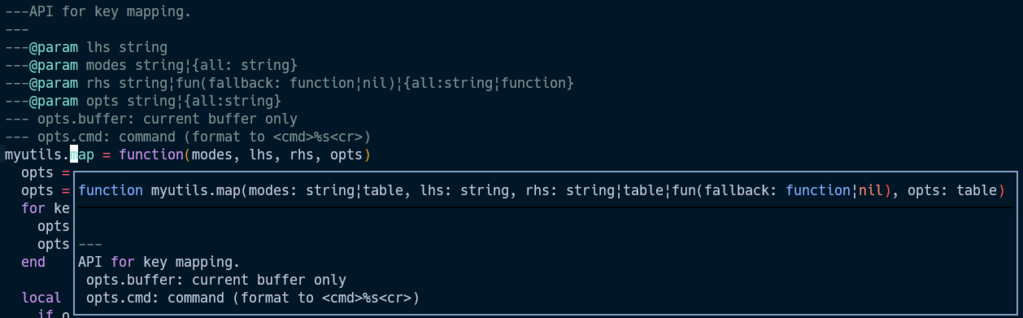 ---API for key mapping.
---
---@param lhs string
---@param modes string¦{all: string}
---@param rhs string¦fun(fallback: function¦nil)¦{all:string¦function}
---@param opts string¦{all:string}
--- opts.buffer: current buffer only
--- opts.cmd: command (format to <cmd>%s<cr>)
myutils.map = function(modes, lhs, rhs, opts)
opts =
opts =
for ke
opts
opts
end
local
if o
function myutils.map(modes: string¦table, lhs: string, rhs: string¦table¦fun(fallback: function¦nil), opts: table)
---
API for key mapping.
opts.buffer: current buffer only
opts.cmd: command (format to <cmd>%s<cr>)